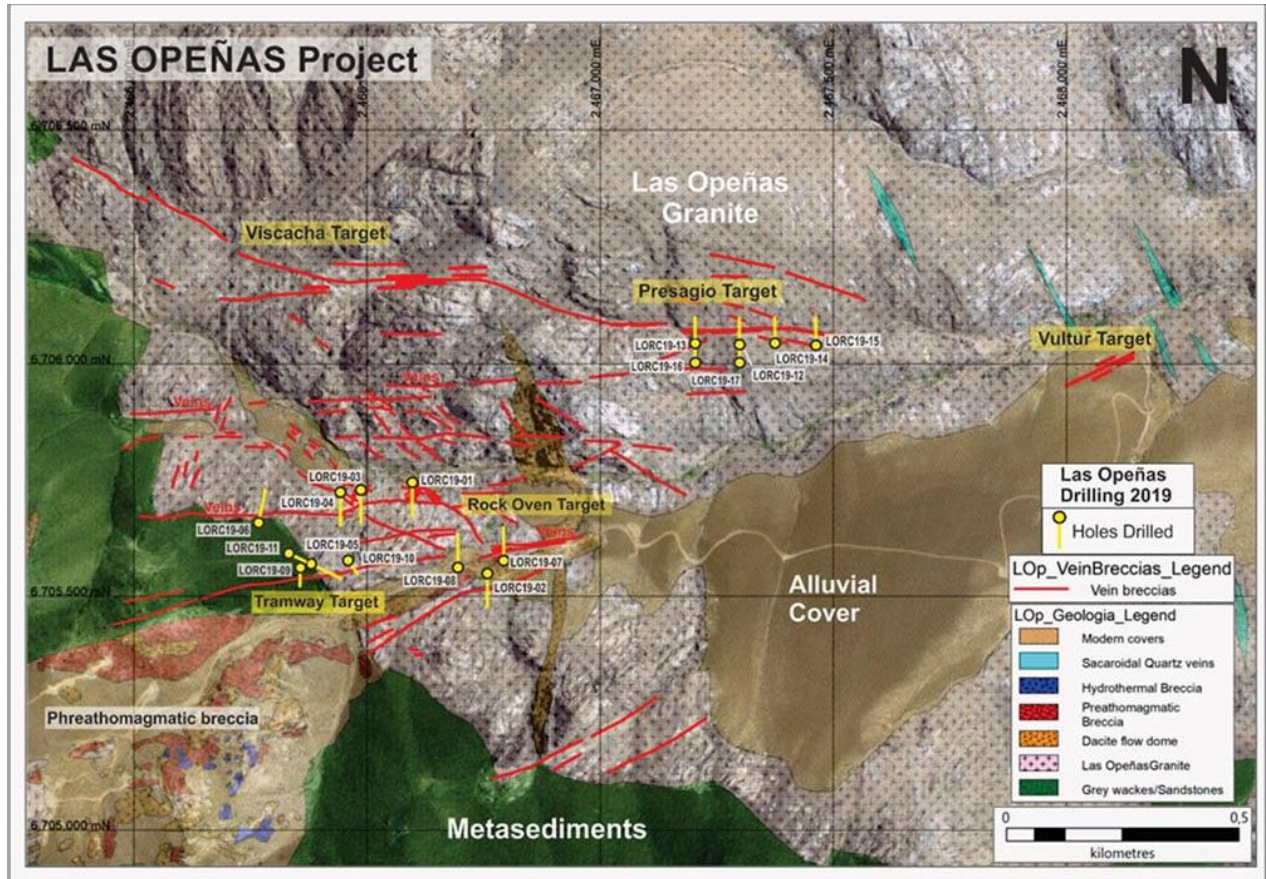 LAS OPEÑAS Project
N
2.467.000 mE
2.467.500 mE
2.468.000 mE
6.706.500 mN
Las Opeñas
Granite
Viscacha Target
Presagio Target
LORC19-13
LORC19-15
LORC19-14
Vultur Target
6.706.000 mN
LORC19-16
LORC19-12
LORC19-17
Veins
Veins
LORC19-03
LORC19-01
LORC19-04
Rock Oven Target
Veins
Veins
LORC19-06
LORC19-05
LORC19-11
LORC19-10
LORC19-07
LORC19-09
LORC19-08
LORC19-02
6.705.500 mN
Tramway Target
Alluvial
Cover
Phreathomagmatic breccia
6.705.000 mN
Metasediments
Las Opeñas
Drilling 2019
Holes Drilled
LOp_VeinBreccias_Legend
Vein breccias
LOp_Geologia_Legend
Modern covers
Sacaroidal Quartz veins
Hydrothermal Breccia
Preathomagmatic
Breccia
Dacite flow dome
Las OpeñasGranite
Grey wackes/Sandstones
0 0,5
kilometres